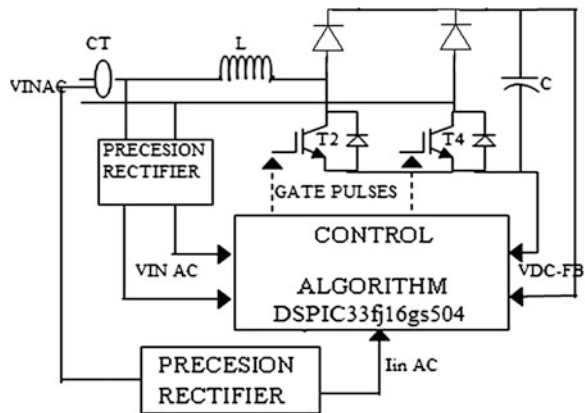 CT
L
VINAC
C
T2
T4
PRECESION
RECTIFIER
GATE PULSES
CONTROL
VIN AC
VDC-FB
ALGORITHM
DSPIC33fj16gs504
PRECESION
RECTIFIER
Iin AC